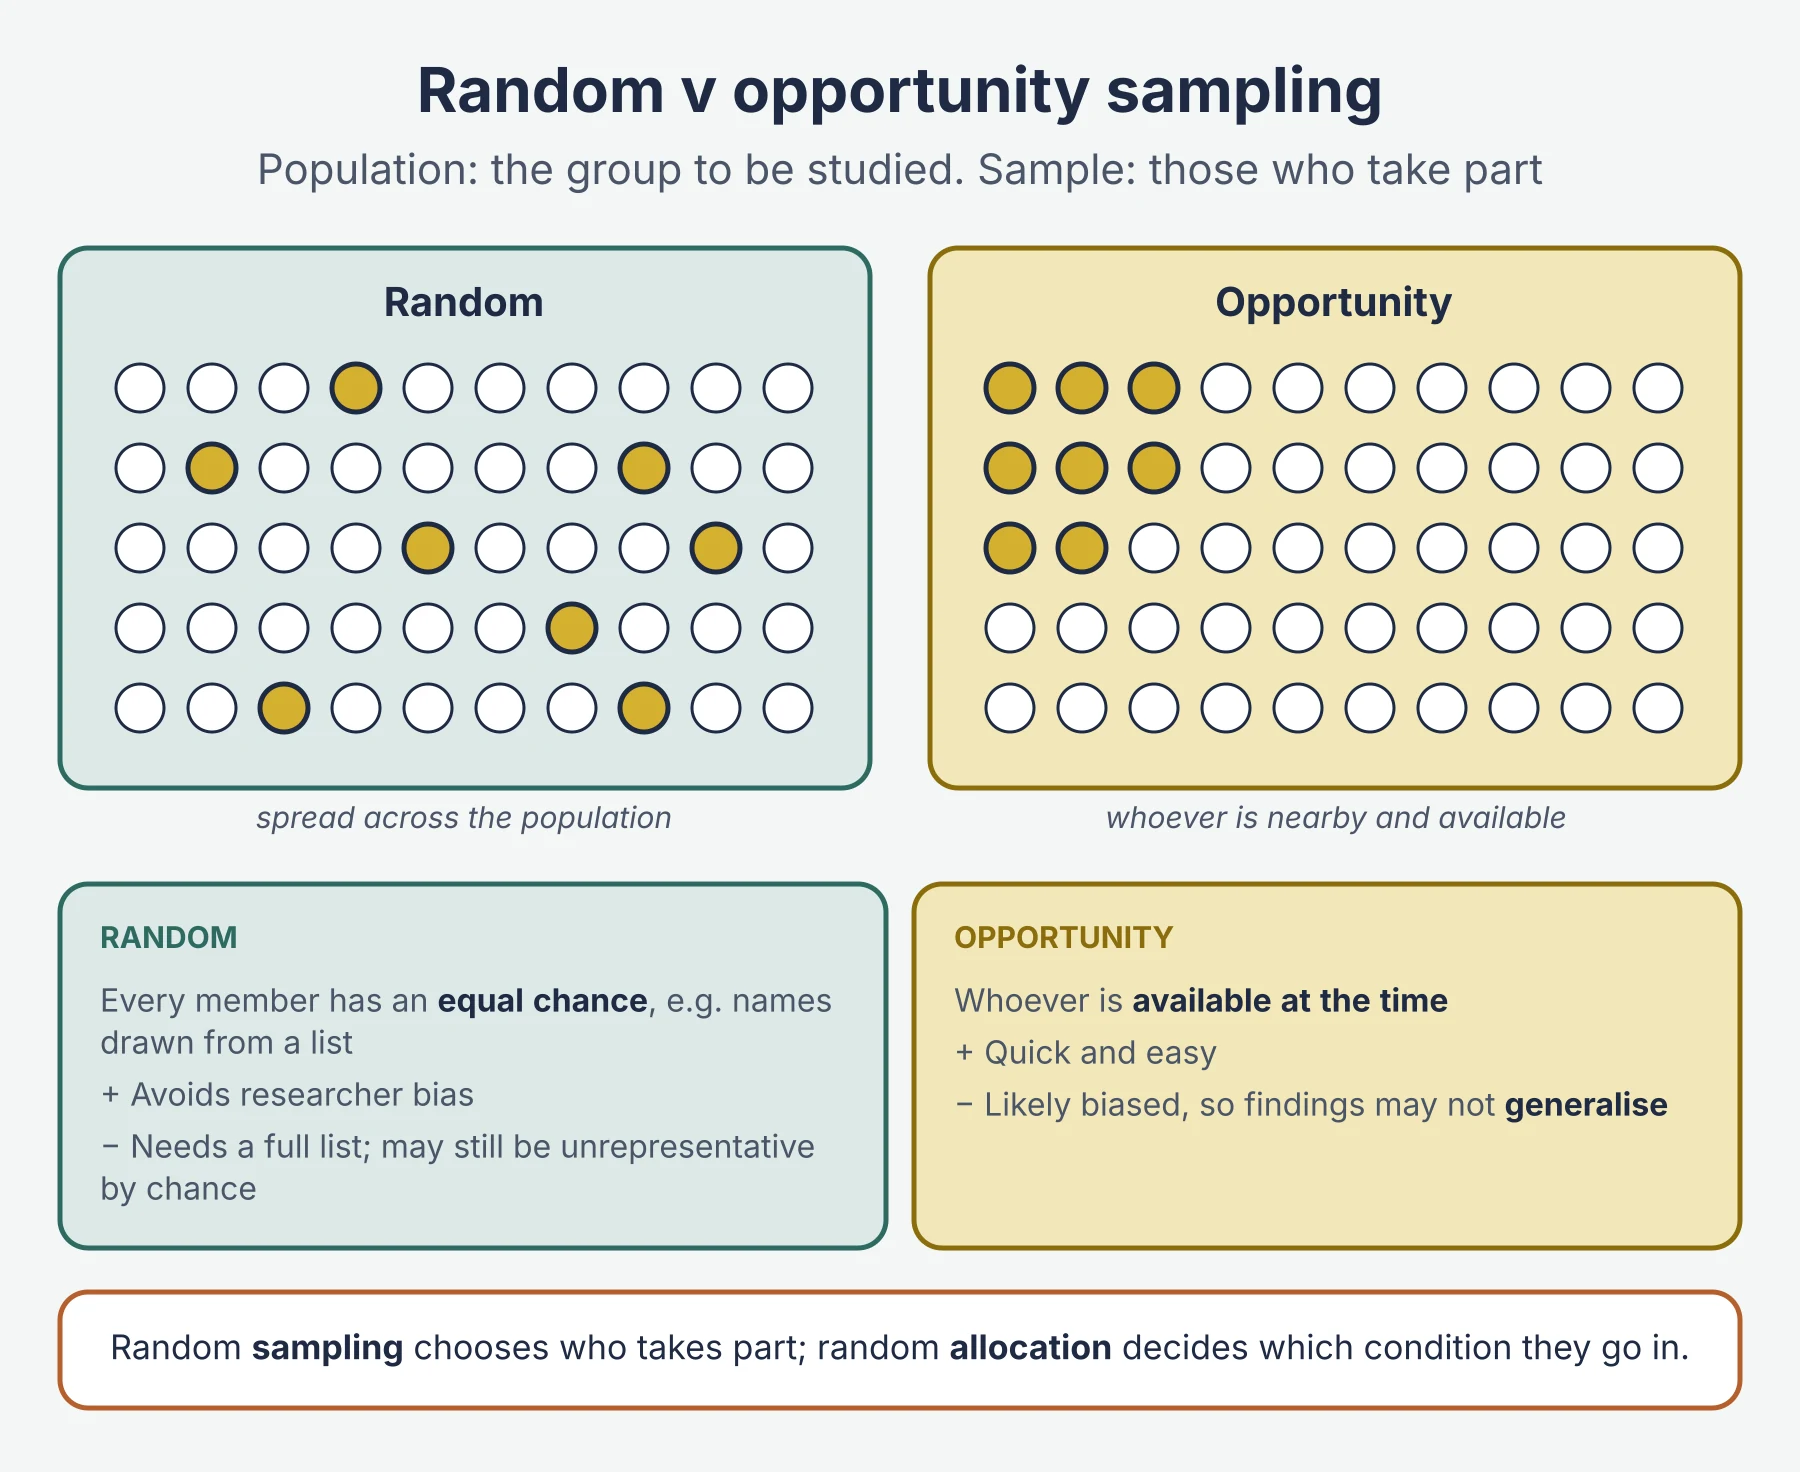 Random v opportunity sampling
Population: the group to be studied. Sample: those who take part
Random
Opportunity
spread across the population
whoever is nearby and available
RANDOM
Every member has an equal chance, e.g. names
drawn from a list
+ Avoids researcher bias
− Needs a full list; may still be unrepresentative
by chance
OPPORTUNITY
Whoever is available at the time
+ Quick and easy
− Likely biased, so findings may not generalise
Random sampling chooses who takes part; random allocation decides which condition they go in.